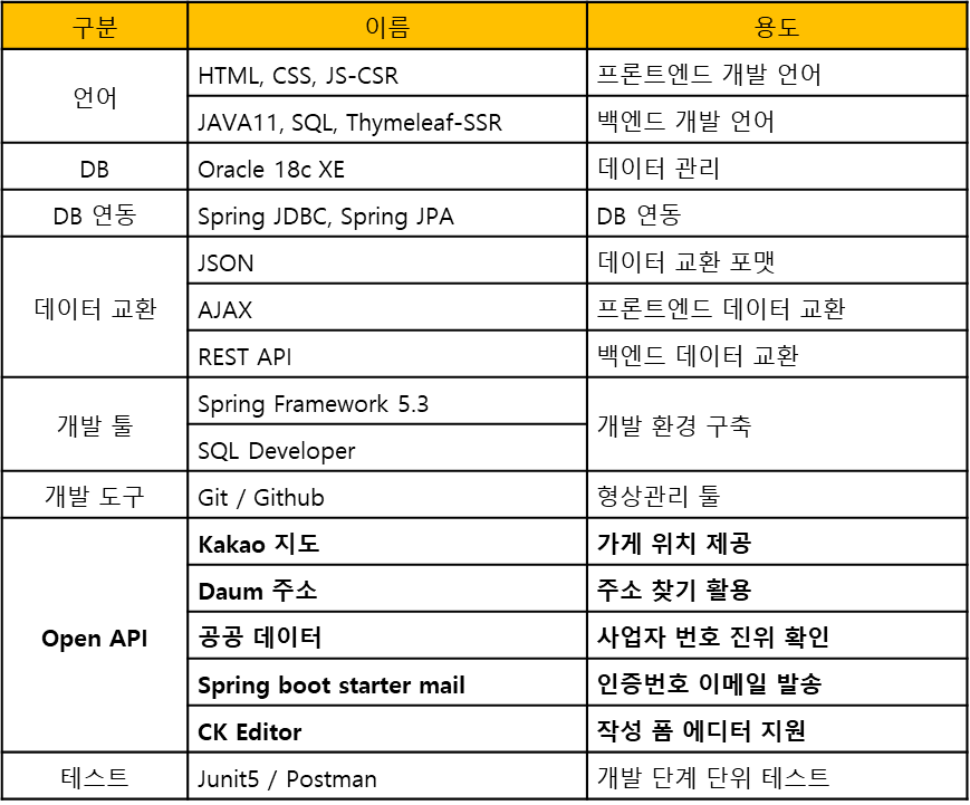 구분 이름 용도
언어 HTML, CSS, JS-CSR 프론트엔드 개발 언어
JAVA11, SQL, Thymeleaf-SSR 백엔드 개발 언어
DB Oracle 18c XE 데이터 관리
DB 연동 Spring JDBC, Spring JPA DB 연동
데이터 교환 JSON 데이터 교환 포맷
AJAX 프론트엔드 데이터 교환
REST API 백엔드 데이터 교환
개발 툴 Spring Framework 5.3 개발 환경 구축
SQL Developer
개발 도구 Git / Github 형상관리 툴
Open API Kakao 지도 가게 위치 제공
Daum 주소 주소 찾기 활용
공공 데이터 사업자 번호 진위 확인
Spring boot starter mail 인증번호 이메일 발송
CK Editor 작성 폼 에디터 지원
테스트 Junit5 / Postman 개발 단계 단위 테스트